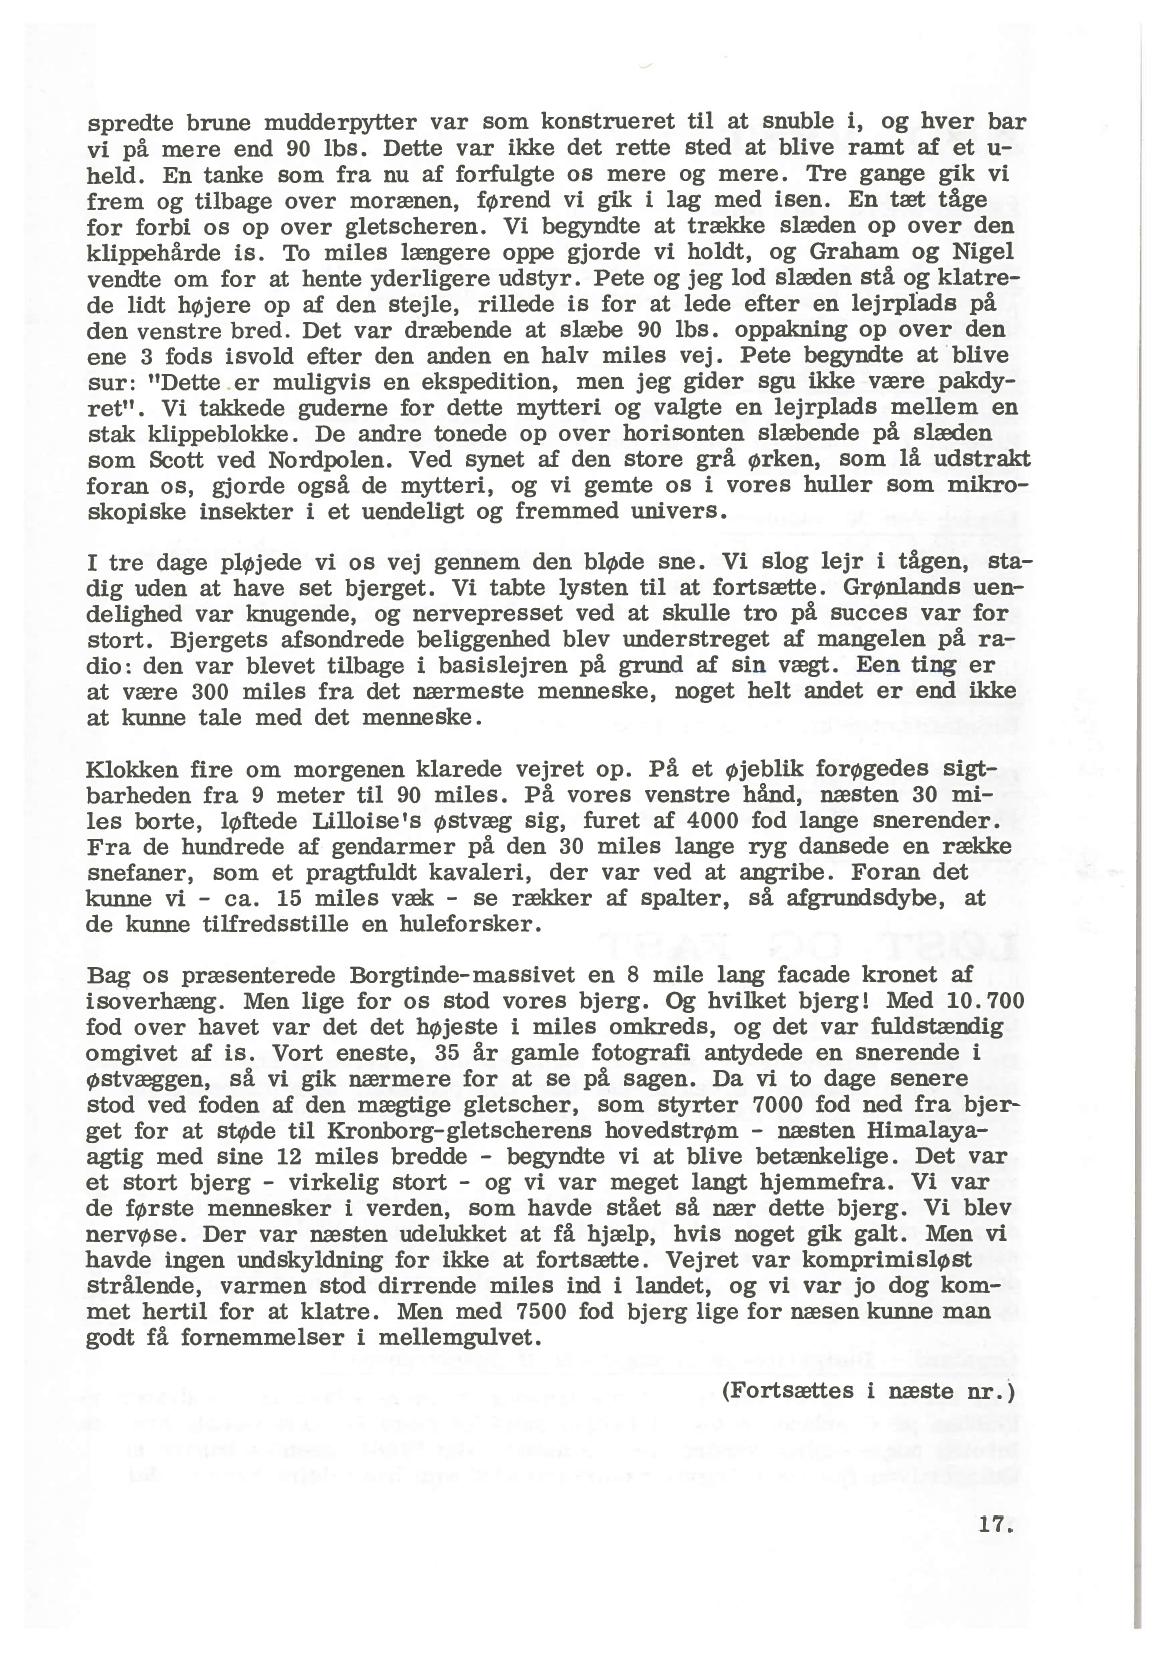 spredte brune mudderpytter var som konstrueret til at snuble i, og hver bar
vi på mere end 90 lbs. Dette var ikke det rette sted at blive ramt af et u-
held. En tanke som fra nu af forfulgte os mere og mere. Tre gange gik vi
frem og tilbage over morænen, førend vi gik i lag med isen. En tæt tåge
for forbi os op over gletscheren. Vi begyndte at trække slæden op over den
klippehårde is. To miles længere oppe gjorde vi holdt, og Graham og Nigel
vendte om for at hente yderligere udstyr. Pete og jeg lod slæden stå og klatre-
de lidt højere op af den stejle, rillede is for at lede efter en lejrplads på
den venstre bred. Det var dræbende at slæbe 90 lbs. oppakning op over den
ene 3 fods isvold efter den anden en halv miles vej. Pete begyndte at blive
sur: "Dette er muligvis en ekspedition, men jeg gider sgu ikke være pakdy-
ret". Vi takkede guderne for dette mytteri og valgte en lejrplads mellem en
stak klippeblokke. De andre tonede op over horisonten slæbende på slæden
som Scott ved Nordpolen. Ved synet af den store grå ørken, som lå udstrakt
foran os, gjorde også de mytteri, og vi gemte os i vores huller som mikro-
skopiske insekter i et uendeligt og fremmed univers.

I tre dage pløjede vi os vej gennem den bløde sne. Vi slog lejr i tågen, sta-
dig uden at have set bjerget. Vi tabte lysten til at fortsætte. Grønlands uen-
delighed var knugende, og nervepresset ved at skulle tro på succes var for
stort. Bjergets afsondrede beliggenhed blev understreget af mangelen på ra-
dio: den var blevet tilbage i basislejren på grund af sin vægt. Een ting er
at være 300 miles fra det nærmeste menneske, noget helt andet er end ikke
at kunne tale med det menneske.

Klokken fire om morgenen klarede vejret op. På et øjeblik forøgedes sigt-
barheden fra 9 meter til 90 miles. På vores venstre hånd, næsten 30 mi-
les borte, løftede Lilloise's østvæg sig, furet af 4000 fod lange snerender.
Fra de hundrede af gendarmer på den 30 miles lange ryg dansede en række
snefaner, som et pragtfuldt kavaleri, der var ved at angribe. Foran det
kunne vi - ca. 15 miles væk - se rækker af spalter, så afgrundsdybe, at
de kunne tilfredsstille en huleforsker.

Bag os præsenterede Borgtinde-massivet en 8 mile lang facade kronet af
isoverhæng. Men lige for os stod vores bjerg. Og hvilket bjerg! Med 10.700
fod over havet var det det højeste i miles omkreds, og det var fuldstændig
omgivet af is. Vort eneste, 35 år gamle fotografi antydede en snerende i
østvæggen, så vi gik nærmere for at se på sagen. Da vi to dage senere
stod ved foden af den mægtige gletscher, som styrter 7000 fod ned fra bjer-
get for at støde til Kronborg-gletscherens hovedstrøm - næsten Himalaya-
agtig med sine 12 miles bredde - begyndte vi at blive betænkelige. Det var
et stort bjerg - virkelig stort - og vi var meget langt hjemmefra. Vi var
de første mennesker i verden, som havde stået så nær dette bjerg. Vi blev
nervøse. Der var næsten udelukket at få hjælp, hvis noget gik galt. Men vi
havde ingen undskyldning for ikke at fortsætte. Vejret var komprimisløst
strålende, varmen stod dirrende miles ind i landet, og vi var jo dog kom-
met hertil for at klatre. Men med 7500 fod bjerg lige for næsen kunne man
godt få fornemmelser i mellemgulvet.

(Fortsættes i næste nr.)

17.